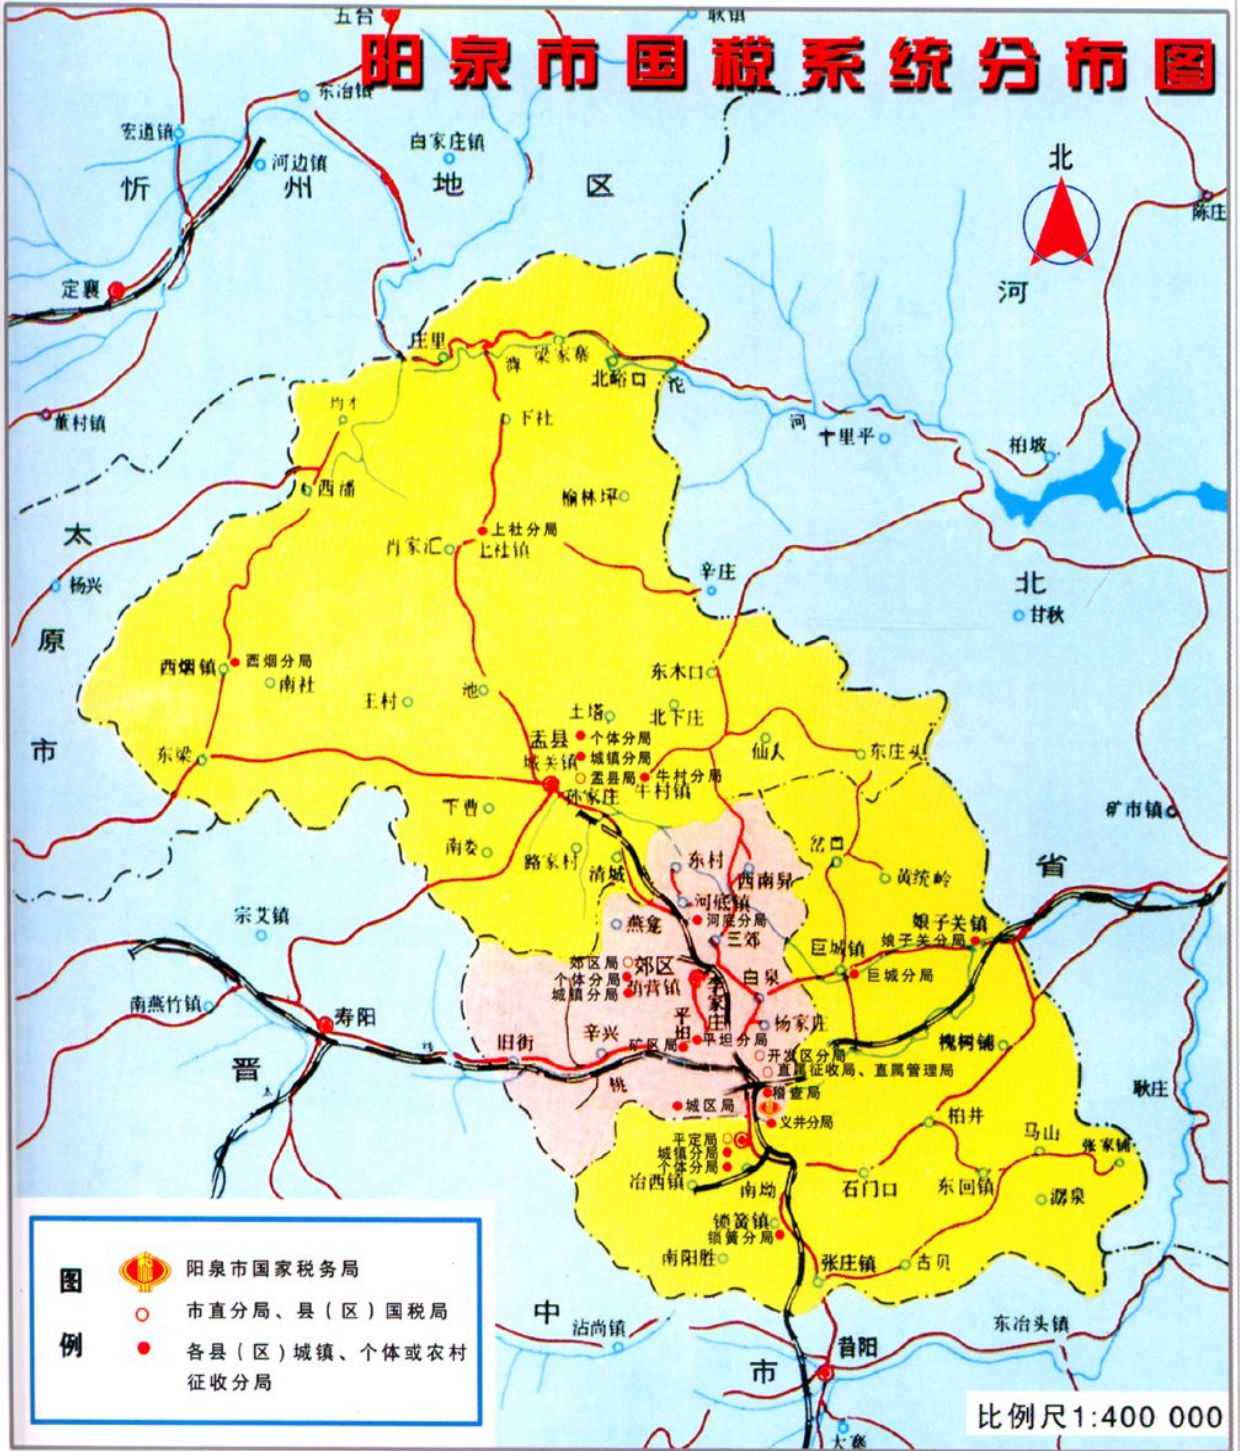 五台
耿镇
阳泉市国税系统分布图
东冶镇
宏道镇
白家庄镇
河边镇
北
忻州地区
陈庄
定襄
河
庄里
梁家寨
滹
北峪口
沱
均才
董村镇
下社
河
十里平
柏坡
西潘
榆林坪
太
上社分局
肖家汇
上社镇
辛庄
杨兴
北
甘秋
原
西烟镇
西烟分局
南社
东木口
王村
池
土塔
北下庄
市
盂县
个体分局
仙人
东庄头
东梁
城关镇
城镇分局
盂县局
牛村分局
孙家庄
牛村镇
下曹
矿市镇
南娄
路家村
清城
东村
岔口
省
西南舁
黄统岭
河底镇
宗艾镇
燕龛
河底分局
娘子关镇
三郊
娘子关分局
巨城镇
郊区局
郊区
个体分局
荫营镇
白泉
巨城分局
城镇分局
李家庄
南燕竹镇
寿阳
平坦
杨家庄
旧街
辛兴
矿区局
平坦分局
槐树铺
开发区分局
晋
直属征收局、直属管理局
桃
稽查局
耿庄
太
城区局
义井分局
柏井
平定局
马山
城镇分局
张家铺
个体分局
冶西镇
南坳
石门口
东回镇
潺泉
锁簧镇
锁簧分局
南阳胜
张庄镇
古贝
图例
阳泉市国家税务局
市直分局、县（区）国税局
各县（区）城镇、个体或农村
征收分局
中
沾尚镇
东冶头镇
昔阳
市
比例尺1:400 000
大寨